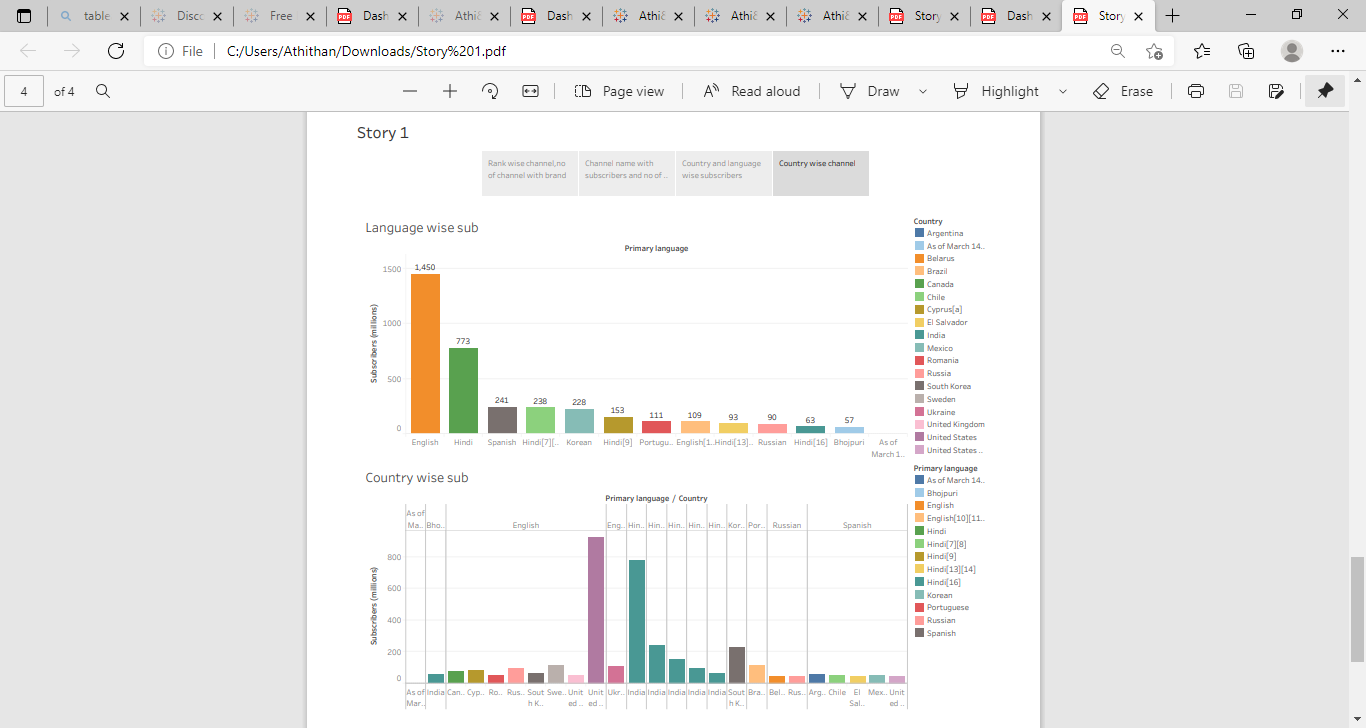 table
Disco
Free
Dash
Athi&
Dash
Athi&
Athi&
Athi&
Story
Dash
Story
File
C:/Users/Athithan/Downloads/Story%201.pdf
4
of 4
Page view
Read aloud
Draw
Highlight
Erase
Story 1
Rank wise channel,no
of channel with brand
Channel name with
subscribers and no of ..
Country and language
wise subscribers
Country wise channel
Language wise sub
Primary language
Subscribers (millions)
1500
1000
500
0
1,450
773
241
238
228
153
111
109
93
90
63
57
English
Hindi
Spanish
Hindi[7][..
Korean
Hindi[9]
Portugu..
English[1..
Hindi[13]..
Russian
Hindi[16]
Bhojpuri
As of
March 1..
Country wise sub
Primary language / Country
As of
Ma..
Bho..
English
Eng..
Hin..
Hin..
Hin..
Hin..
Hin..
Kor..
Por..
Russian
Spanish
Subscribers (millions)
800
600
400
200
0
As of
Mar..
India
Can..
Cyp..
Ro..
Rus..
Sout
h K..
Swe..
Unit
ed ..
Unit
ed ..
Ukr..
India
India
India
India
India
Sout
h K..
Bra..
Bel..
Rus..
Arg..
Chile
El
Sal..
Mex..
Unit
ed ..
Country
Argentina
As of March 14..
Belarus
Brazil
Canada
Chile
Cyprus[a]
El Salvador
India
Mexico
Romania
Russia
South Korea
Sweden
Ukraine
United Kingdom
United States
United States ..
Primary language
As of March 14..
Bhojpuri
English
English[10][11..
Hindi
Hindi[7][8]
Hindi[9]
Hindi[13][14]
Hindi[16]
Korean
Portuguese
Russian
Spanish